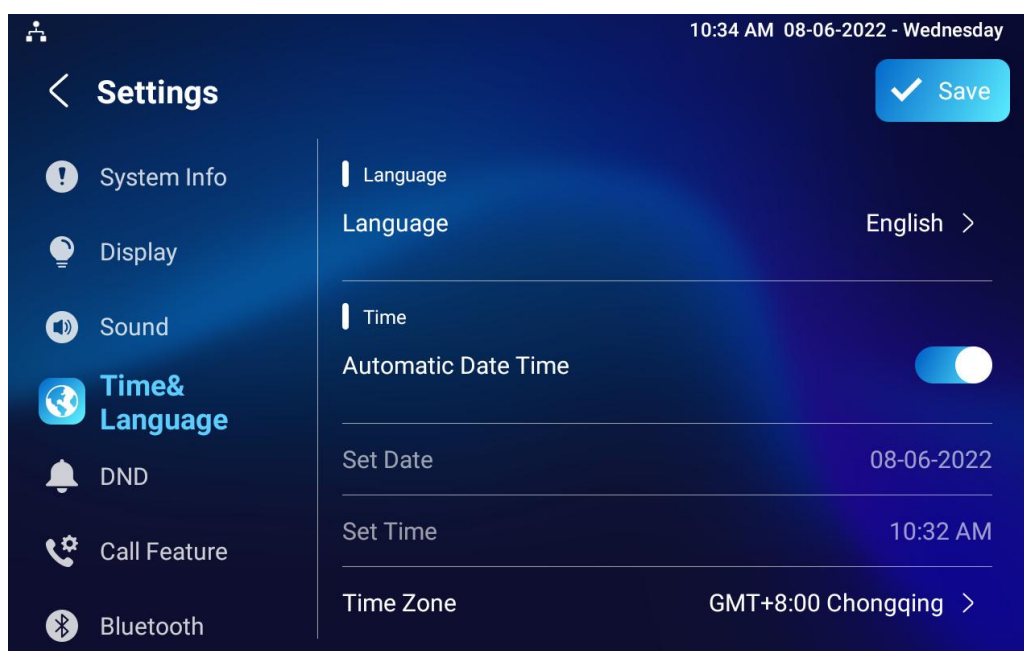 10:34 AM 08-06-2022 - Wednesday
Settings
Save
System Info
Display
Sound
Time&
Language
DND
Call Feature
Bluetooth
Language
Language English
Time
Automatic Date Time
Set Date 08-06-2022
Set Time 10:32 AM
Time Zone GMT+8:00 Chongqing